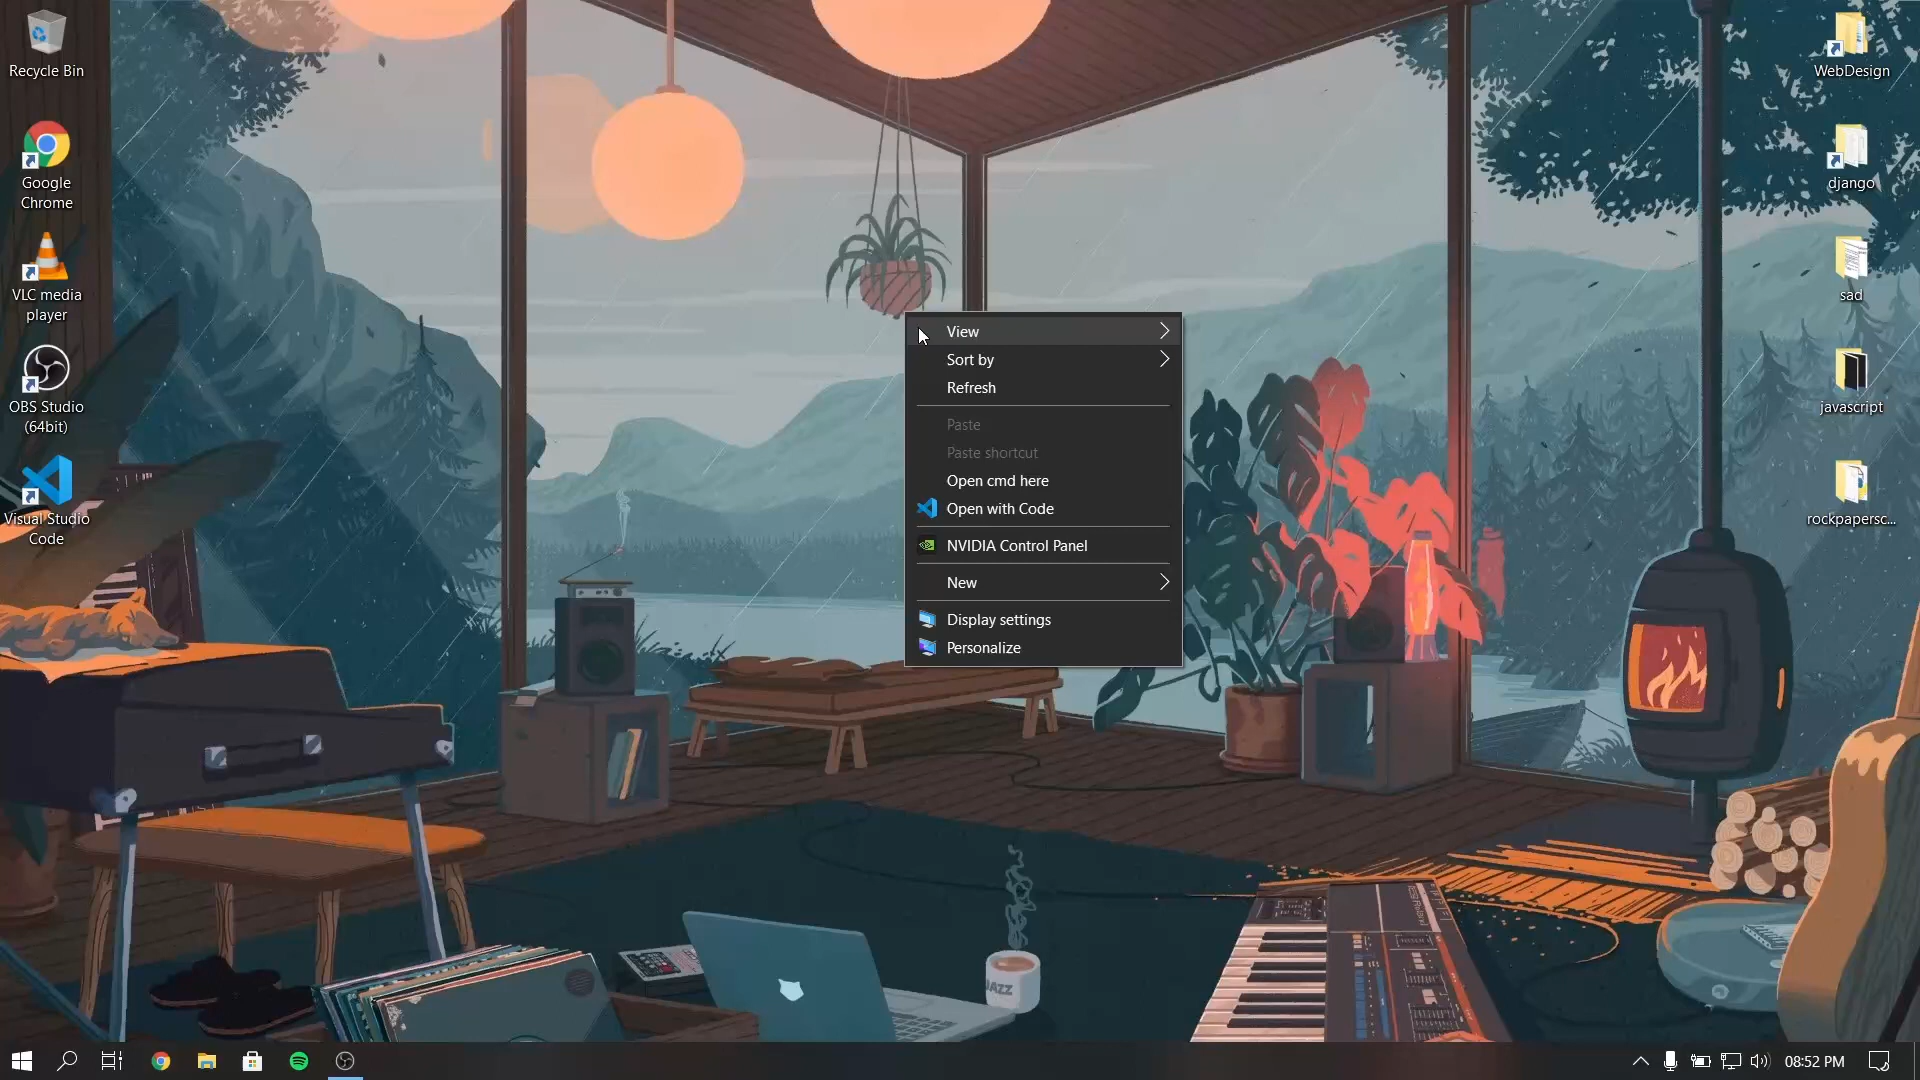 Recycle Bin
Google
Chrome
VLC media
player
OBS Studio
(64bit)
Visual Studio
Code
View
Sort by
Refresh
Paste
Paste shortcut
Open cmd here
Open with Code
NVIDIA Control Panel
New
Display settings
Personalize
WebDesign
django
sad
javascript
rockpapersc...
JAZZ
08:52 PM